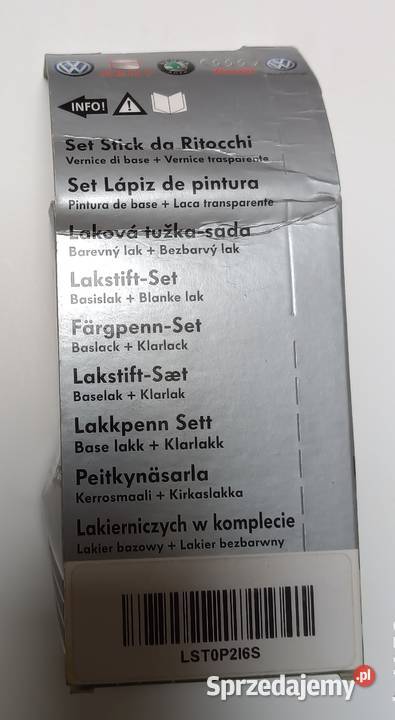 INFO!
Set Stick da Ritocchi
Vernice di base + Vernice trasparente
Set Lápiz de pintura
Pintura de base + Laca transparente
Laková tužka-sada
Barevný lak + Bezbarvý lak
Lakstift-Set
Basislak + Blanke lak
Färgpenn-Set
Baslack + Klarlack
Lakstift-Sæt
Baselak + Klarlak
Lakkpenn Sett
Base lakk + Klarlakk
Peitkynäsarla
Kerrosmaali + Kirkaslakka
Lakierniczych w komplecie
Lakier bazowy + Lakier bezbarwny
LST0P2I6S
Sprzedajemy.pl